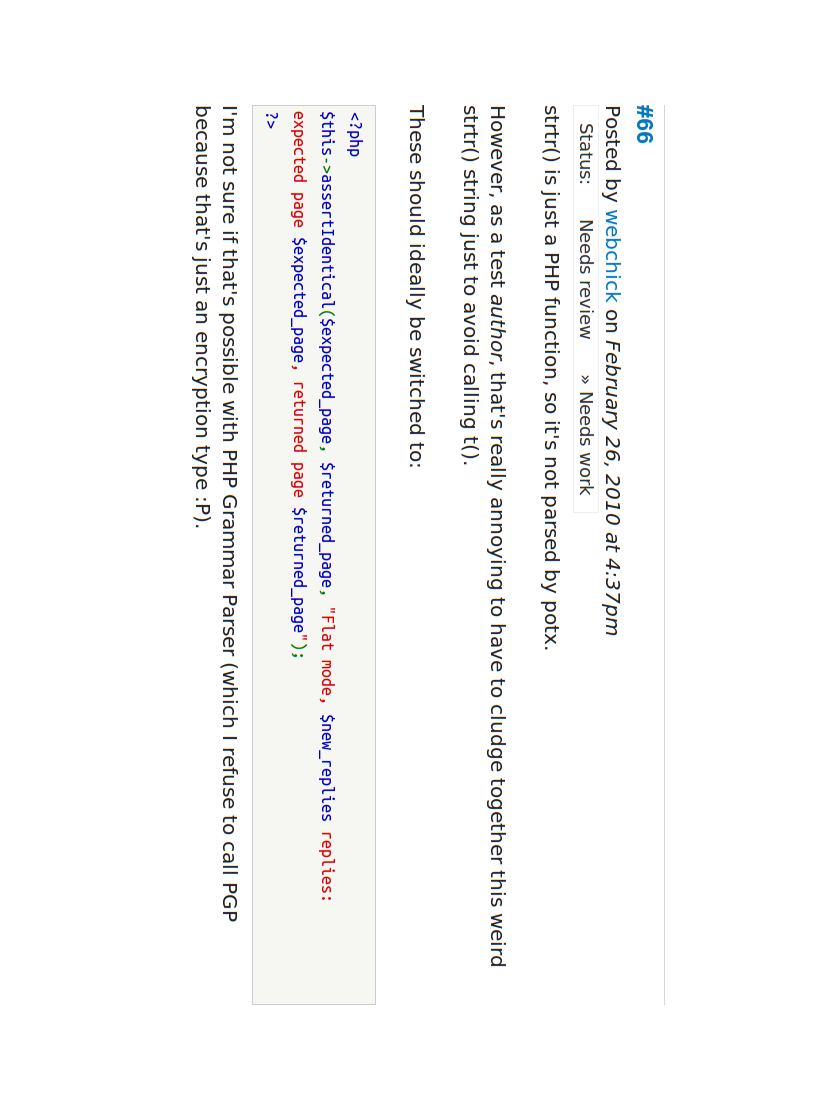 #66
Posted by webchick on February 26, 2010 at 4:37pm
Status: Needs review » Needs work
strtr() is just a PHP function, so it's not parsed by potx.
However, as a test author, that's really annoying to have to cludge together this weird
strtr() string just to avoid calling t().
These should ideally be switched to:
<?php
$this->assertIdentical($expected_page, $returned_page, "Flat mode, $new_replies replies:
expected page $expected_page, returned page $returned_page");
?>
I'm not sure if that's possible with PHP Grammar Parser (which I refuse to call PGP
because that's just an encryption type :P).